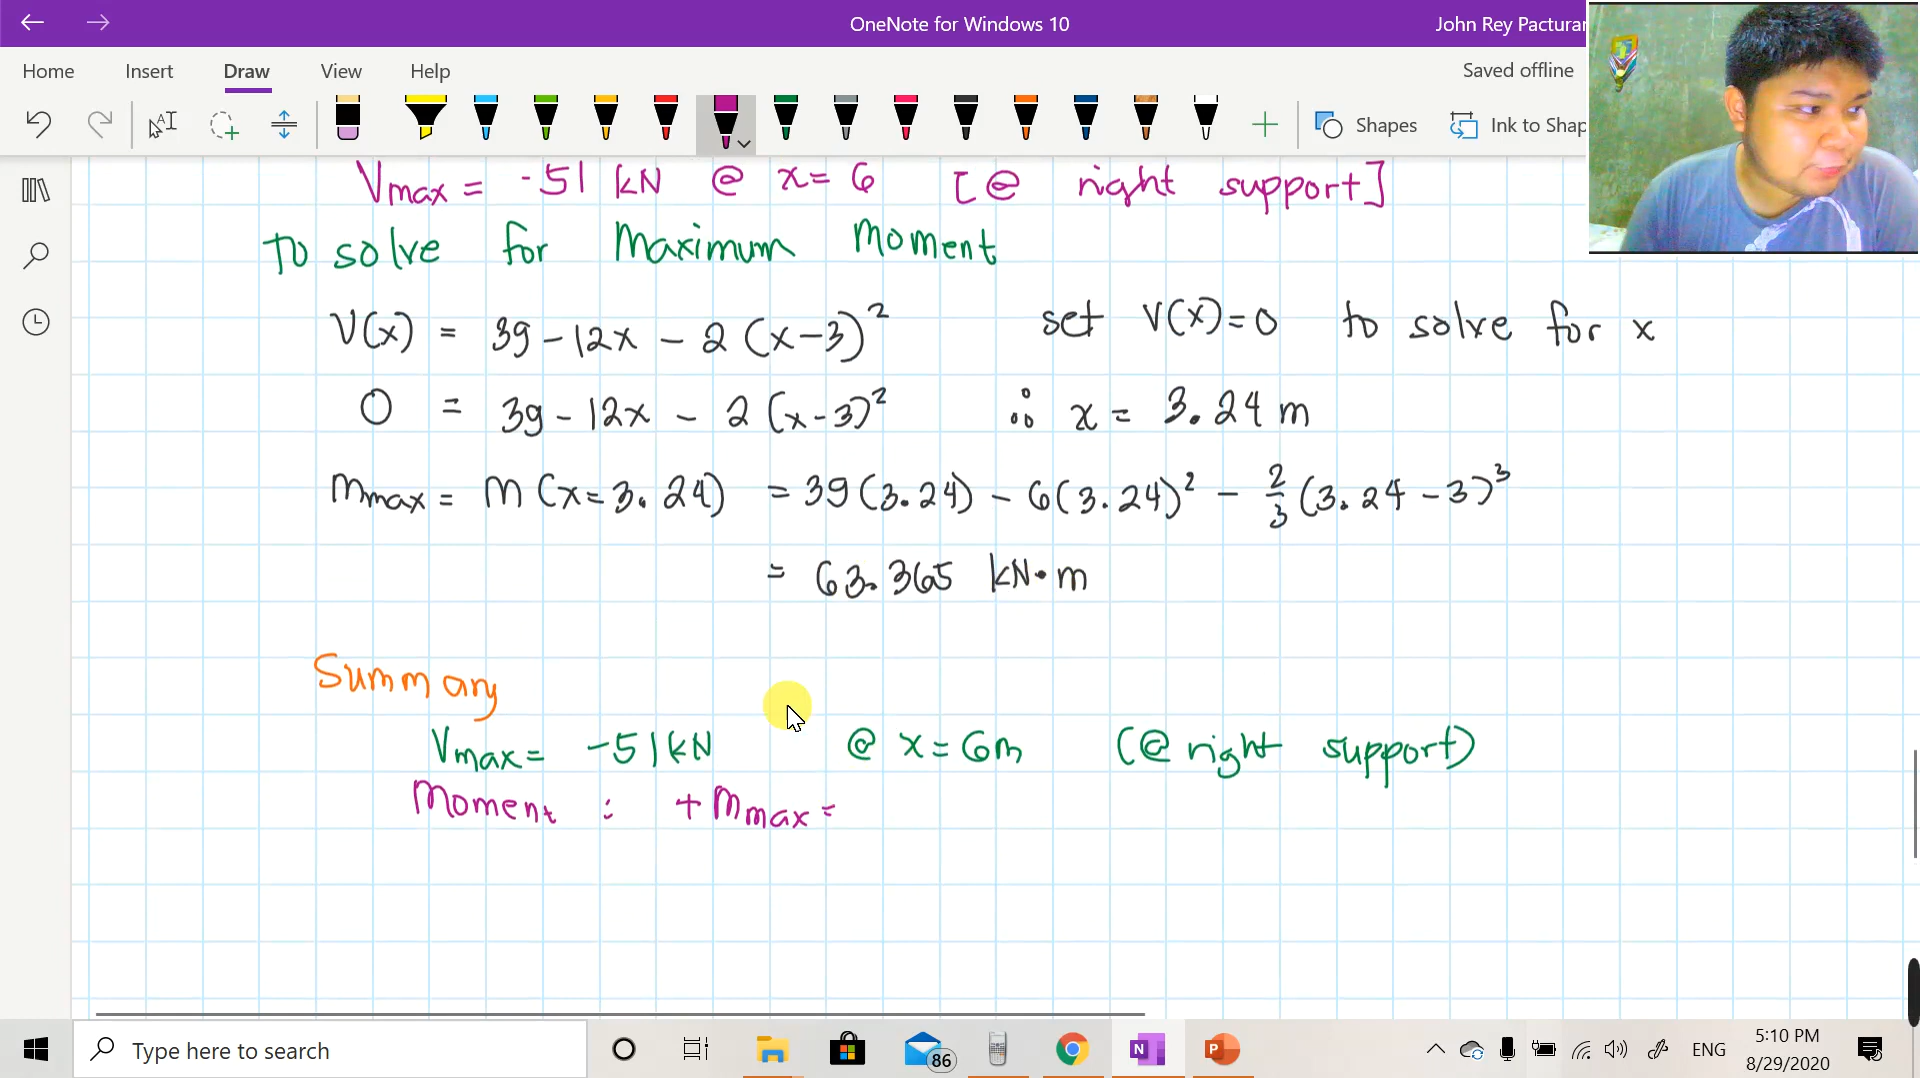 OneNote for Windows 10
John Rey Pacturan
Home Insert Draw View Help
Saved offline
Shapes
Ink to Shap
Vmax = -51 kN @ x= 6 [@ right support]
To solve for Maximum Moment
V(x) = 39 - 12x - 2 (x-3)² set V(x)=0 to solve for x
0 = 39 - 12x - 2 (x-3)² ∴ x = 3.24 m
Mmax = M(x=3.24) = 39(3.24) - 6(3.24)² - 2/3 (3.24-3)³
= 63.365 kN·m
Summary
Vmax= -51kN @ x=6m (@ right support)
Moment : +Mmax=
Type here to search
86
N
P
ENG
5:10 PM
8/29/2020